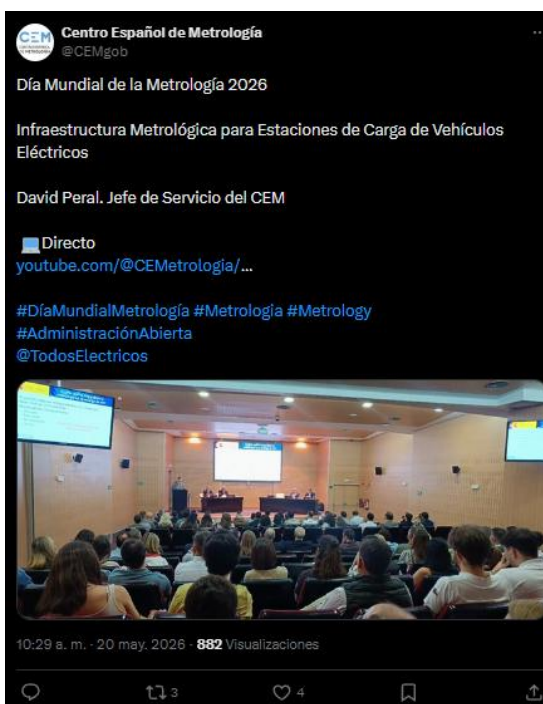 CEM
Centro Español de Metrología
@CEMgob
Día Mundial de la Metrología 2026
Infraestructura Metrológica para Estaciones de Carga de Vehículos
Eléctricos
David Peral. Jefe de Servicio del CEM
Directo
youtube.com/@CEMetrologia/...
#DíaMundialMetrología #Metrologia #Metrology
#AdministraciónAbierta
@TodosElectricos
10:29 a. m. · 20 may. 2026 · 882 Visualizaciones
3
4